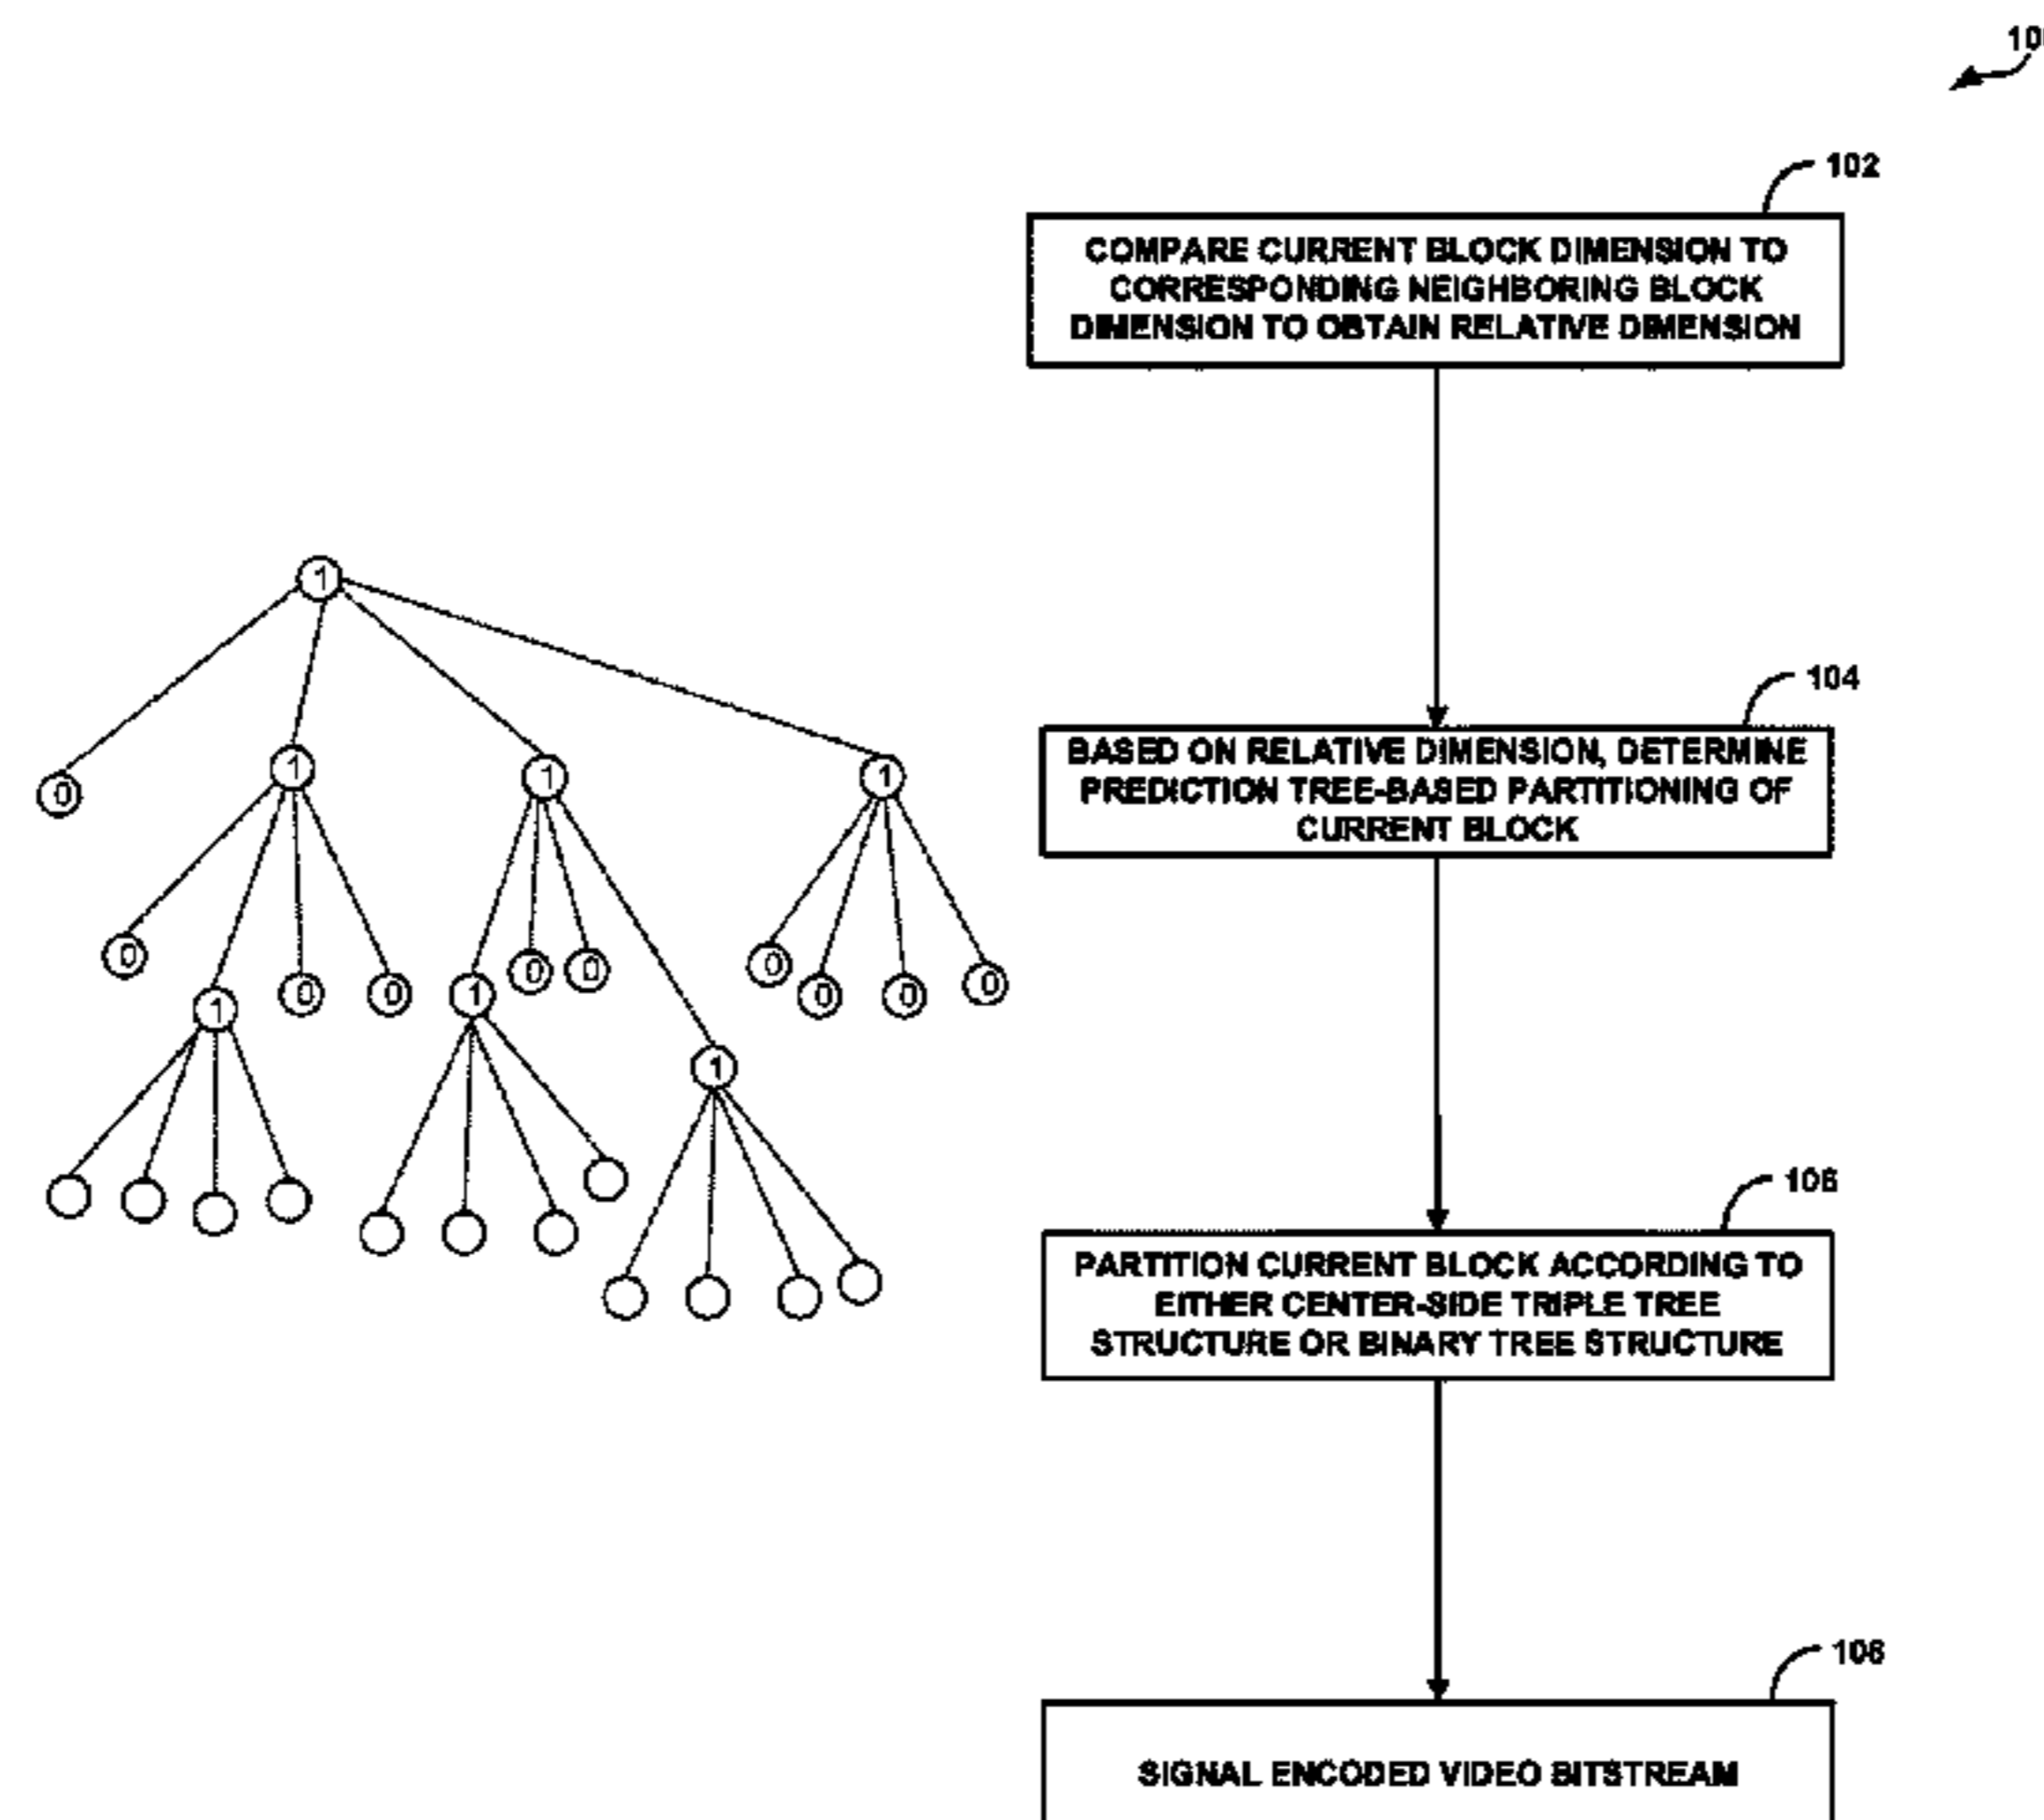 10
102
COMPARE CURRENT BLOCK DIMENSION TO
CORRESPONDING NEIGHBORING BLOCK
DIMENSION TO OBTAIN RELATIVE DIMENSION
104
BASED ON RELATIVE DIMENSION, DETERMINE
PREDICTION TREE-BASED PARTITIONING OF
CURRENT BLOCK
1
0 1 1 1
0 1 0 0 1 0 0 1 0 0 0 0
106
PARTITION CURRENT BLOCK ACCORDING TO
EITHER CENTER-SIDE TRIPLE TREE
STRUCTURE OR BINARY TREE STRUCTURE
108
SIGNAL ENCODED VIDEO BITSTREAM